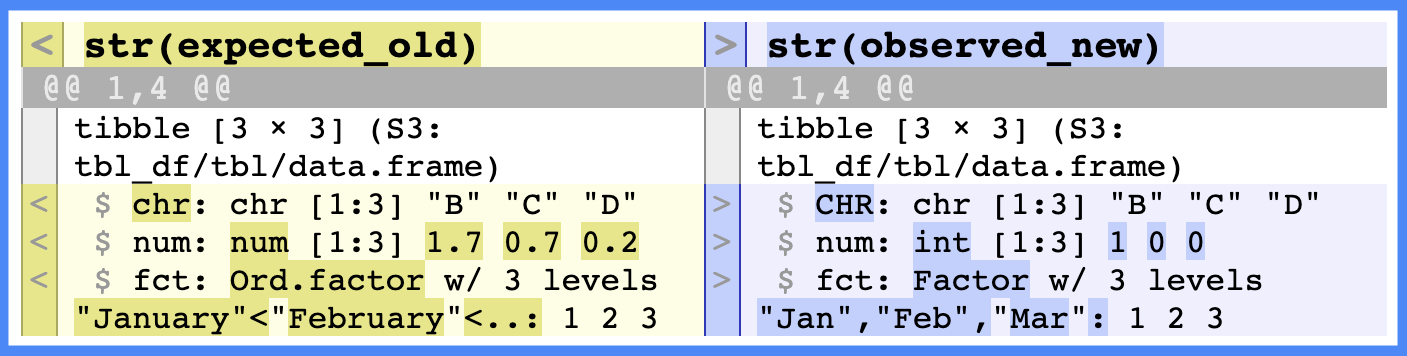 < str(expected_old)
@@ 1,4 @@
tibble [3 × 3] (S3:
tbl_df/tbl/data.frame)
< $ chr: chr [1:3] "B" "C" "D"
< $ num: num [1:3] 1.7 0.7 0.2
< $ fct: Ord.factor w/ 3 levels
"January"<"February"<..: 1 2 3
> str(observed_new)
@@ 1,4 @@
tibble [3 × 3] (S3:
tbl_df/tbl/data.frame)
> $ CHR: chr [1:3] "B" "C" "D"
> $ num: int [1:3] 1 0 0
> $ fct: Factor w/ 3 levels
"Jan","Feb","Mar": 1 2 3